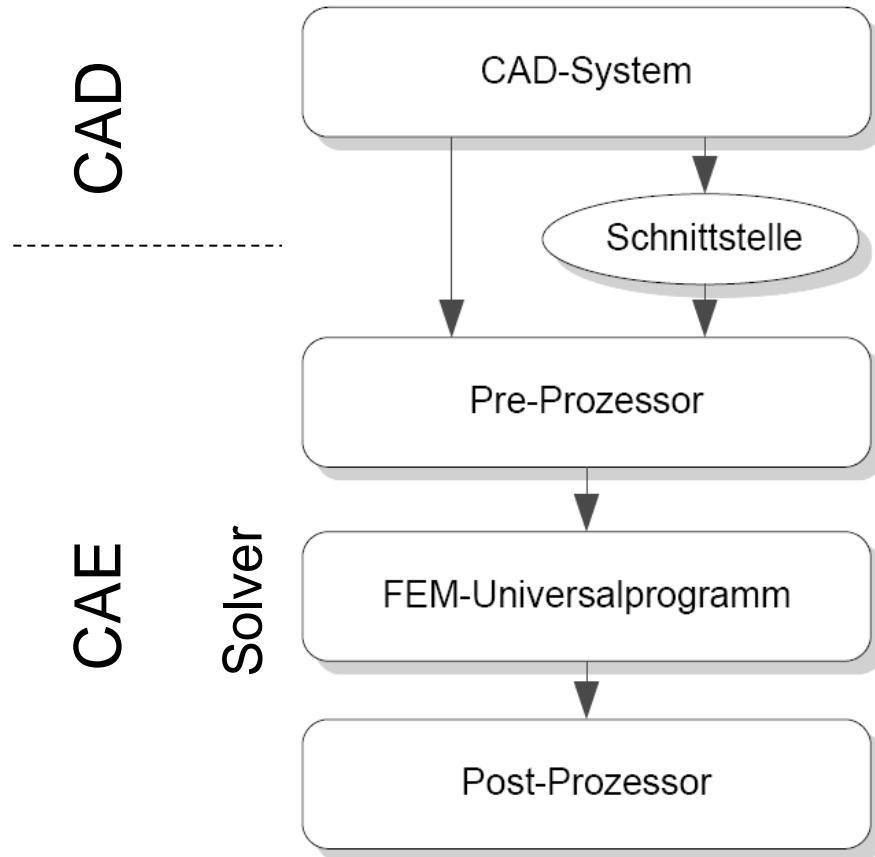 CAD
CAD-System
Schnittstelle
Pre-Prozessor
CAE
Solver
FEM-Universalprogramm
Post-Prozessor